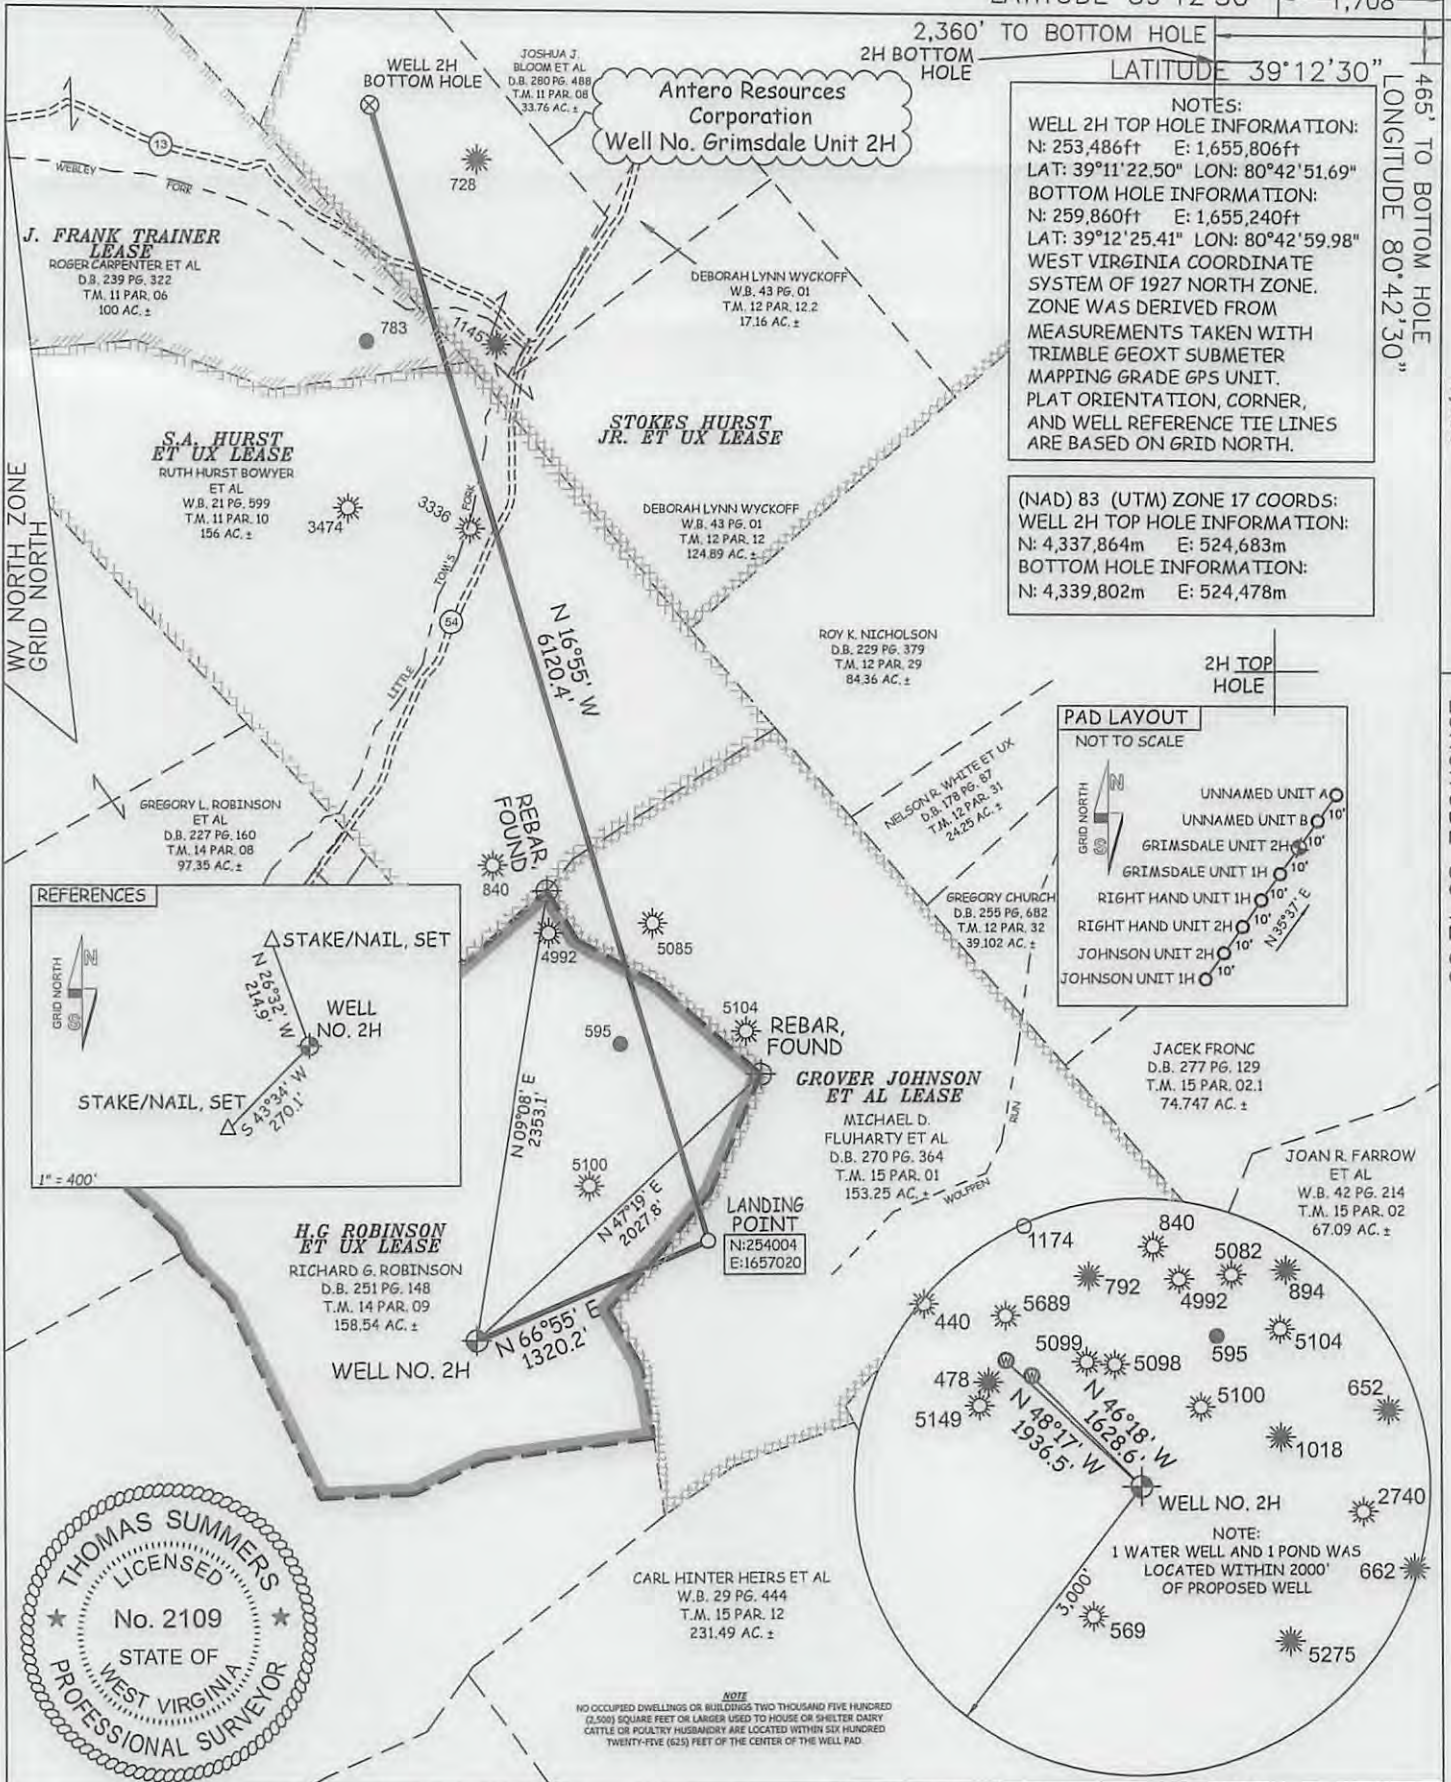 LATITUDE 39°12'30"
1,708
2,360' TO BOTTOM HOLE
2H BOTTOM
HOLE
LATITUDE 39°12'30"
465' TO BOTTOM HOLE
LONGITUDE 80°42'30"
WELL 2H
BOTTOM HOLE
JOSHUA J.
BLOOM ET AL
D.B. 280 PG. 488
T.M. 11 PAR. 08
33.76 AC. ±
Antero Resources
Corporation
Well No. Grimsdale Unit 2H
NOTES:
WELL 2H TOP HOLE INFORMATION:
N: 253,486ft E: 1,655,806ft
LAT: 39°11'22.50" LON: 80°42'51.69"
BOTTOM HOLE INFORMATION:
N: 259,860ft E: 1,655,240ft
LAT: 39°12'25.41" LON: 80°42'59.98"
WEST VIRGINIA COORDINATE
SYSTEM OF 1927 NORTH ZONE.
ZONE WAS DERIVED FROM
MEASUREMENTS TAKEN WITH
TRIMBLE GEOXT SUBMETER
MAPPING GRADE GPS UNIT.
PLAT ORIENTATION, CORNER,
AND WELL REFERENCE TIE LINES
ARE BASED ON GRID NORTH.
13
WEBLEY
FORK
728
J. FRANK TRAINER
LEASE
ROGER CARPENTER ET AL
D.B. 239 PG. 322
T.M. 11 PAR. 06
100 AC. ±
783
1145
DEBORAH LYNN WYCKOFF
W.B. 43 PG. 01
T.M. 12 PAR. 12.2
17.16 AC. ±
S.A. HURST
ET UX LEASE
RUTH HURST BOWYER
ET AL
W.B. 21 PG. 599
T.M. 11 PAR. 10
156 AC. ±
3474
3336
STOKES HURST
JR. ET UX LEASE
DEBORAH LYNN WYCKOFF
W.B. 43 PG. 01
T.M. 12 PAR. 12
124.89 AC. ±
(NAD) 83 (UTM) ZONE 17 COORDS:
WELL 2H TOP HOLE INFORMATION:
N: 4,337,864m E: 524,683m
BOTTOM HOLE INFORMATION:
N: 4,339,802m E: 524,478m
WV NORTH ZONE
GRID NORTH
LITTLE
TOM'S
FORK
54
N 16°55' W
6120.4'
ROY K. NICHOLSON
D.B. 229 PG. 379
T.M. 12 PAR. 29
84.36 AC. ±
2H TOP
HOLE
NELSON R. WHITE ET UX
D.B. 178 PG. 87
T.M. 12 PAR. 31
24.25 AC. ±
PAD LAYOUT
NOT TO SCALE
GRID NORTH
N
S
UNNAMED UNIT A
10'
UNNAMED UNIT B
10'
GRIMSDALE UNIT 2H
10'
GRIMSDALE UNIT 1H
10'
RIGHT HAND UNIT 1H
10'
RIGHT HAND UNIT 2H
10'
JOHNSON UNIT 2H
10'
JOHNSON UNIT 1H
N 35°37' E
GREGORY L. ROBINSON
ET AL
D.B. 227 PG. 160
T.M. 14 PAR. 08
97.35 AC. ±
REBAR,
FOUND
840
4992
5085
GREGORY CHURCH
D.B. 255 PG. 682
T.M. 12 PAR. 32
39.102 AC. ±
REFERENCES
GRID NORTH
N
S
STAKE/NAIL, SET
N 26°32' W
214.9'
WELL
NO. 2H
STAKE/NAIL, SET
S 43°34' W
270.1'
1" = 400'
595
5104
REBAR,
FOUND
GROVER JOHNSON
ET AL LEASE
MICHAEL D.
FLUHARTY ET AL
D.B. 270 PG. 364
T.M. 15 PAR. 01
153.25 AC. ±
WOLFPEN
RUN
JACEK FRONC
D.B. 277 PG. 129
T.M. 15 PAR. 02.1
74.747 AC. ±
JOAN R. FARROW
ET AL
W.B. 42 PG. 214
T.M. 15 PAR. 02
67.09 AC. ±
N 09°08' E
2353.1'
5100
N 47°19' E
2027.8'
LANDING
POINT
N:254004
E:1657020
H.G ROBINSON
ET UX LEASE
RICHARD G. ROBINSON
D.B. 251 PG. 148
T.M. 14 PAR. 09
158.54 AC. ±
WELL NO. 2H
N 66°55' E
1320.2'
1174
840
5082
792
4992
894
440
5689
5104
5099
5098
595
478
W
W
5149
5100
652
N 46°18' W
1628.6'
N 48°17' W
1936.5'
1018
WELL NO. 2H
2740
NOTE:
1 WATER WELL AND 1 POND WAS
LOCATED WITHIN 2000'
OF PROPOSED WELL
662
3,000'
569
5275
CARL HINTER HEIRS ET AL
W.B. 29 PG. 444
T.M. 15 PAR. 12
231.49 AC. ±
THOMAS SUMMERS
LICENSED
No. 2109
STATE OF
WEST VIRGINIA
PROFESSIONAL SURVEYOR
NOTE
NO OCCUPIED DWELLINGS OR BUILDINGS TWO THOUSAND FIVE HUNDRED
(2,500) SQUARE FEET OR LARGER USED TO HOUSE OR SHELTER DAIRY
CATTLE OR POULTRY HUSBANDRY ARE LOCATED WITHIN SIX HUNDRED
TWENTY-FIVE (625) FEET OF THE CENTER OF THE WELL PAD.